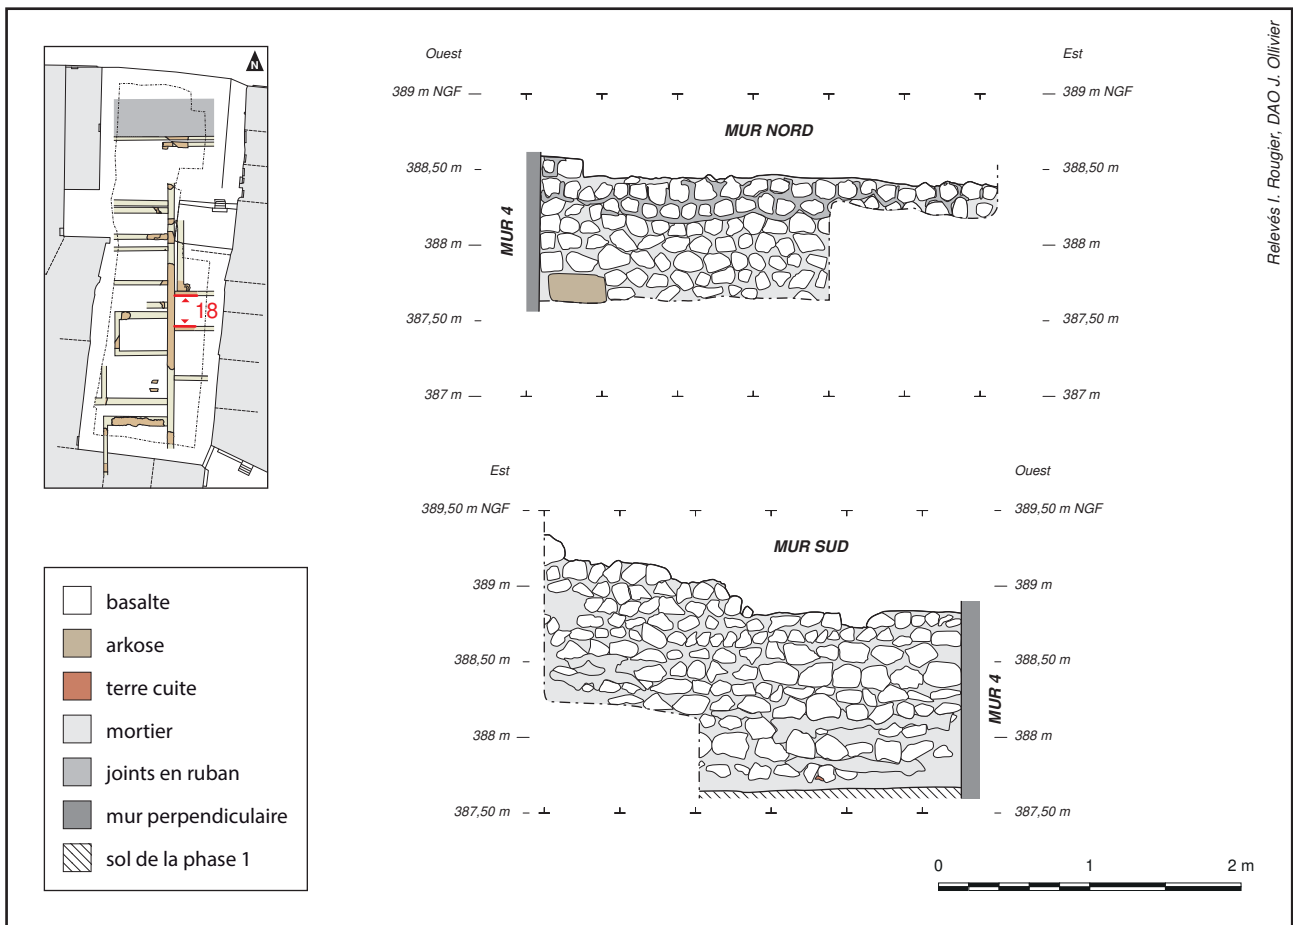 N
18
Ouest
Est
389 m NGF
389 m NGF
MUR NORD
388,50 m
388,50 m
MUR 4
388 m
388 m
387,50 m
387,50 m
387 m
387 m
Relevés I. Rougier, DAO J. Ollivier
Est
Ouest
389,50 m NGF
389,50 m NGF
MUR SUD
389 m
389 m
388,50 m
388,50 m
MUR 4
388 m
388 m
387,50 m
387,50 m
basalte
arkose
terre cuite
mortier
joints en ruban
mur perpendiculaire
sol de la phase 1
0 1 2 m